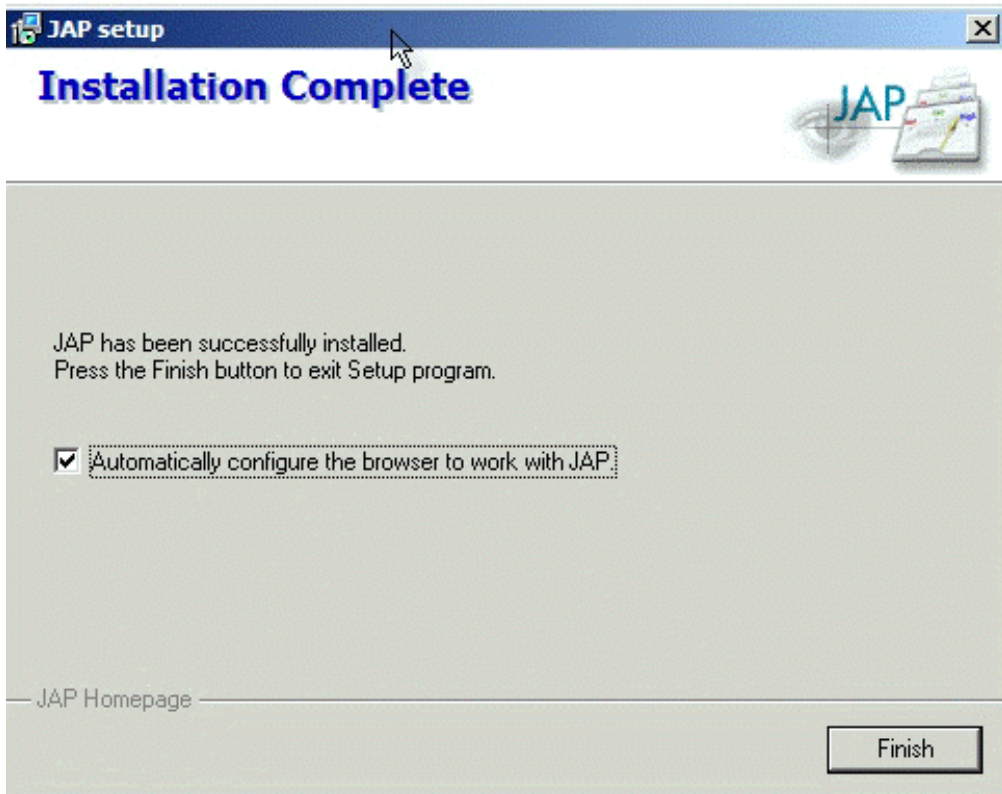 JAP setup
Installation Complete
JAP
JAP has been successfully installed.
Press the Finish button to exit Setup program.
Automatically configure the browser to work with JAP.
JAP Homepage
Finish